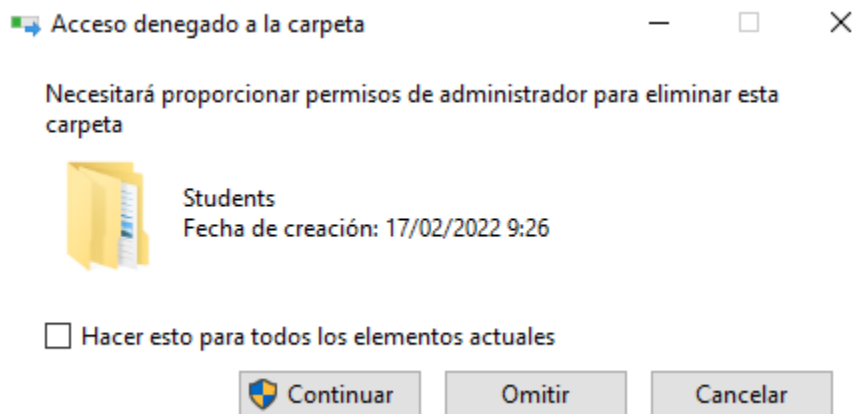 Acceso denegado a la carpeta
Necesitará proporcionar permisos de administrador para eliminar esta
carpeta
Students
Fecha de creación: 17/02/2022 9:26
Hacer esto para todos los elementos actuales
Continuar Omitir Cancelar